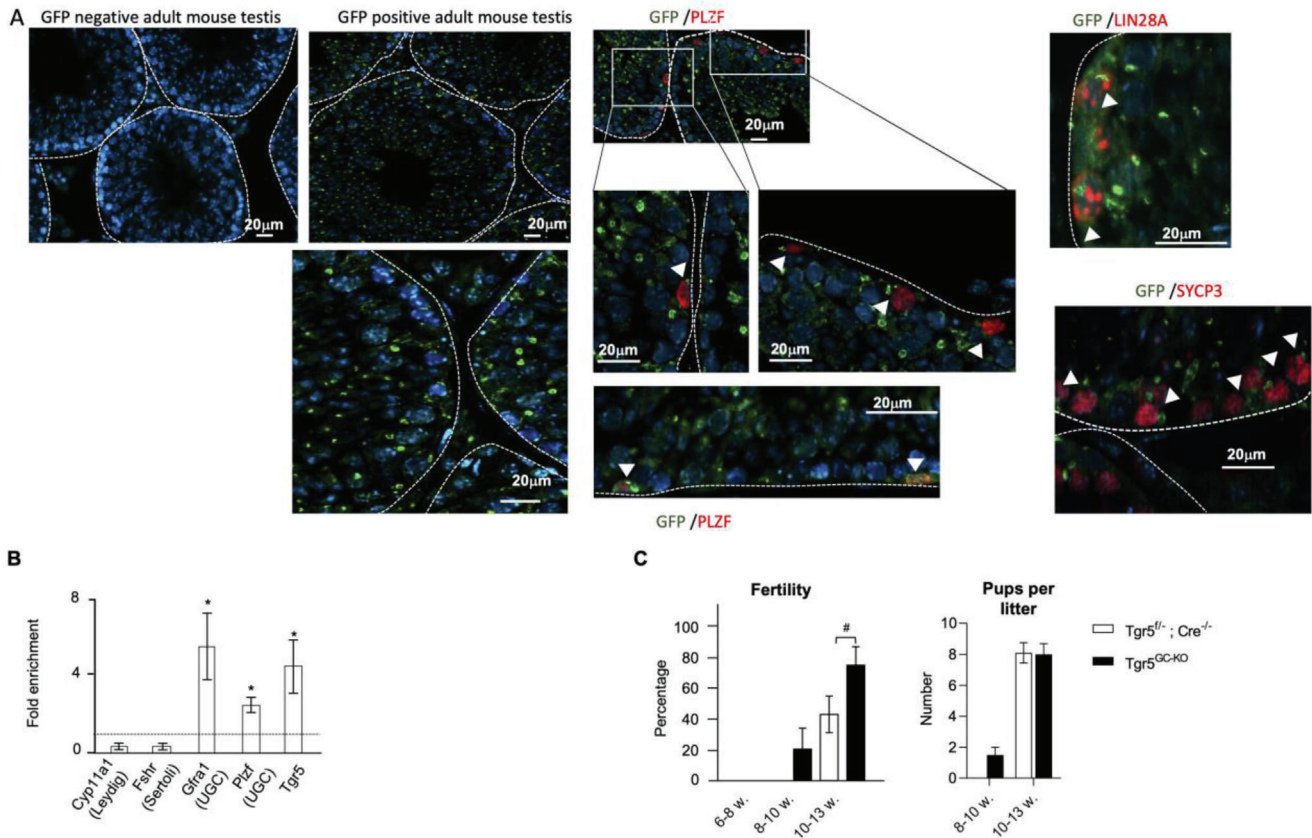 A
GFP negative adult mouse testis
GFP positive adult mouse testis
GFP /PLZF
GFP /LIN28A
20μm
20μm
20μm
20μm
20μm
20μm
20μm
GFP /SYCP3
20μm
20μm
20μm
GFP /PLZF
B
Fold enrichment
8
4
0
*
*
*
Cyp11a1
(Leydig)
Fshr
(Sertoli)
Gfra1
(UGC)
Plzf
(UGC)
Tgr5
C
Fertility
Percentage
100
80
60
40
20
0
#
6-8 w.
8-10 w.
10-13 w.
Pups per
litter
Number
10
8
6
4
2
0
8-10 w.
10-13 w.
Tgr5f/- ; Cre-/-
Tgr5GC-KO